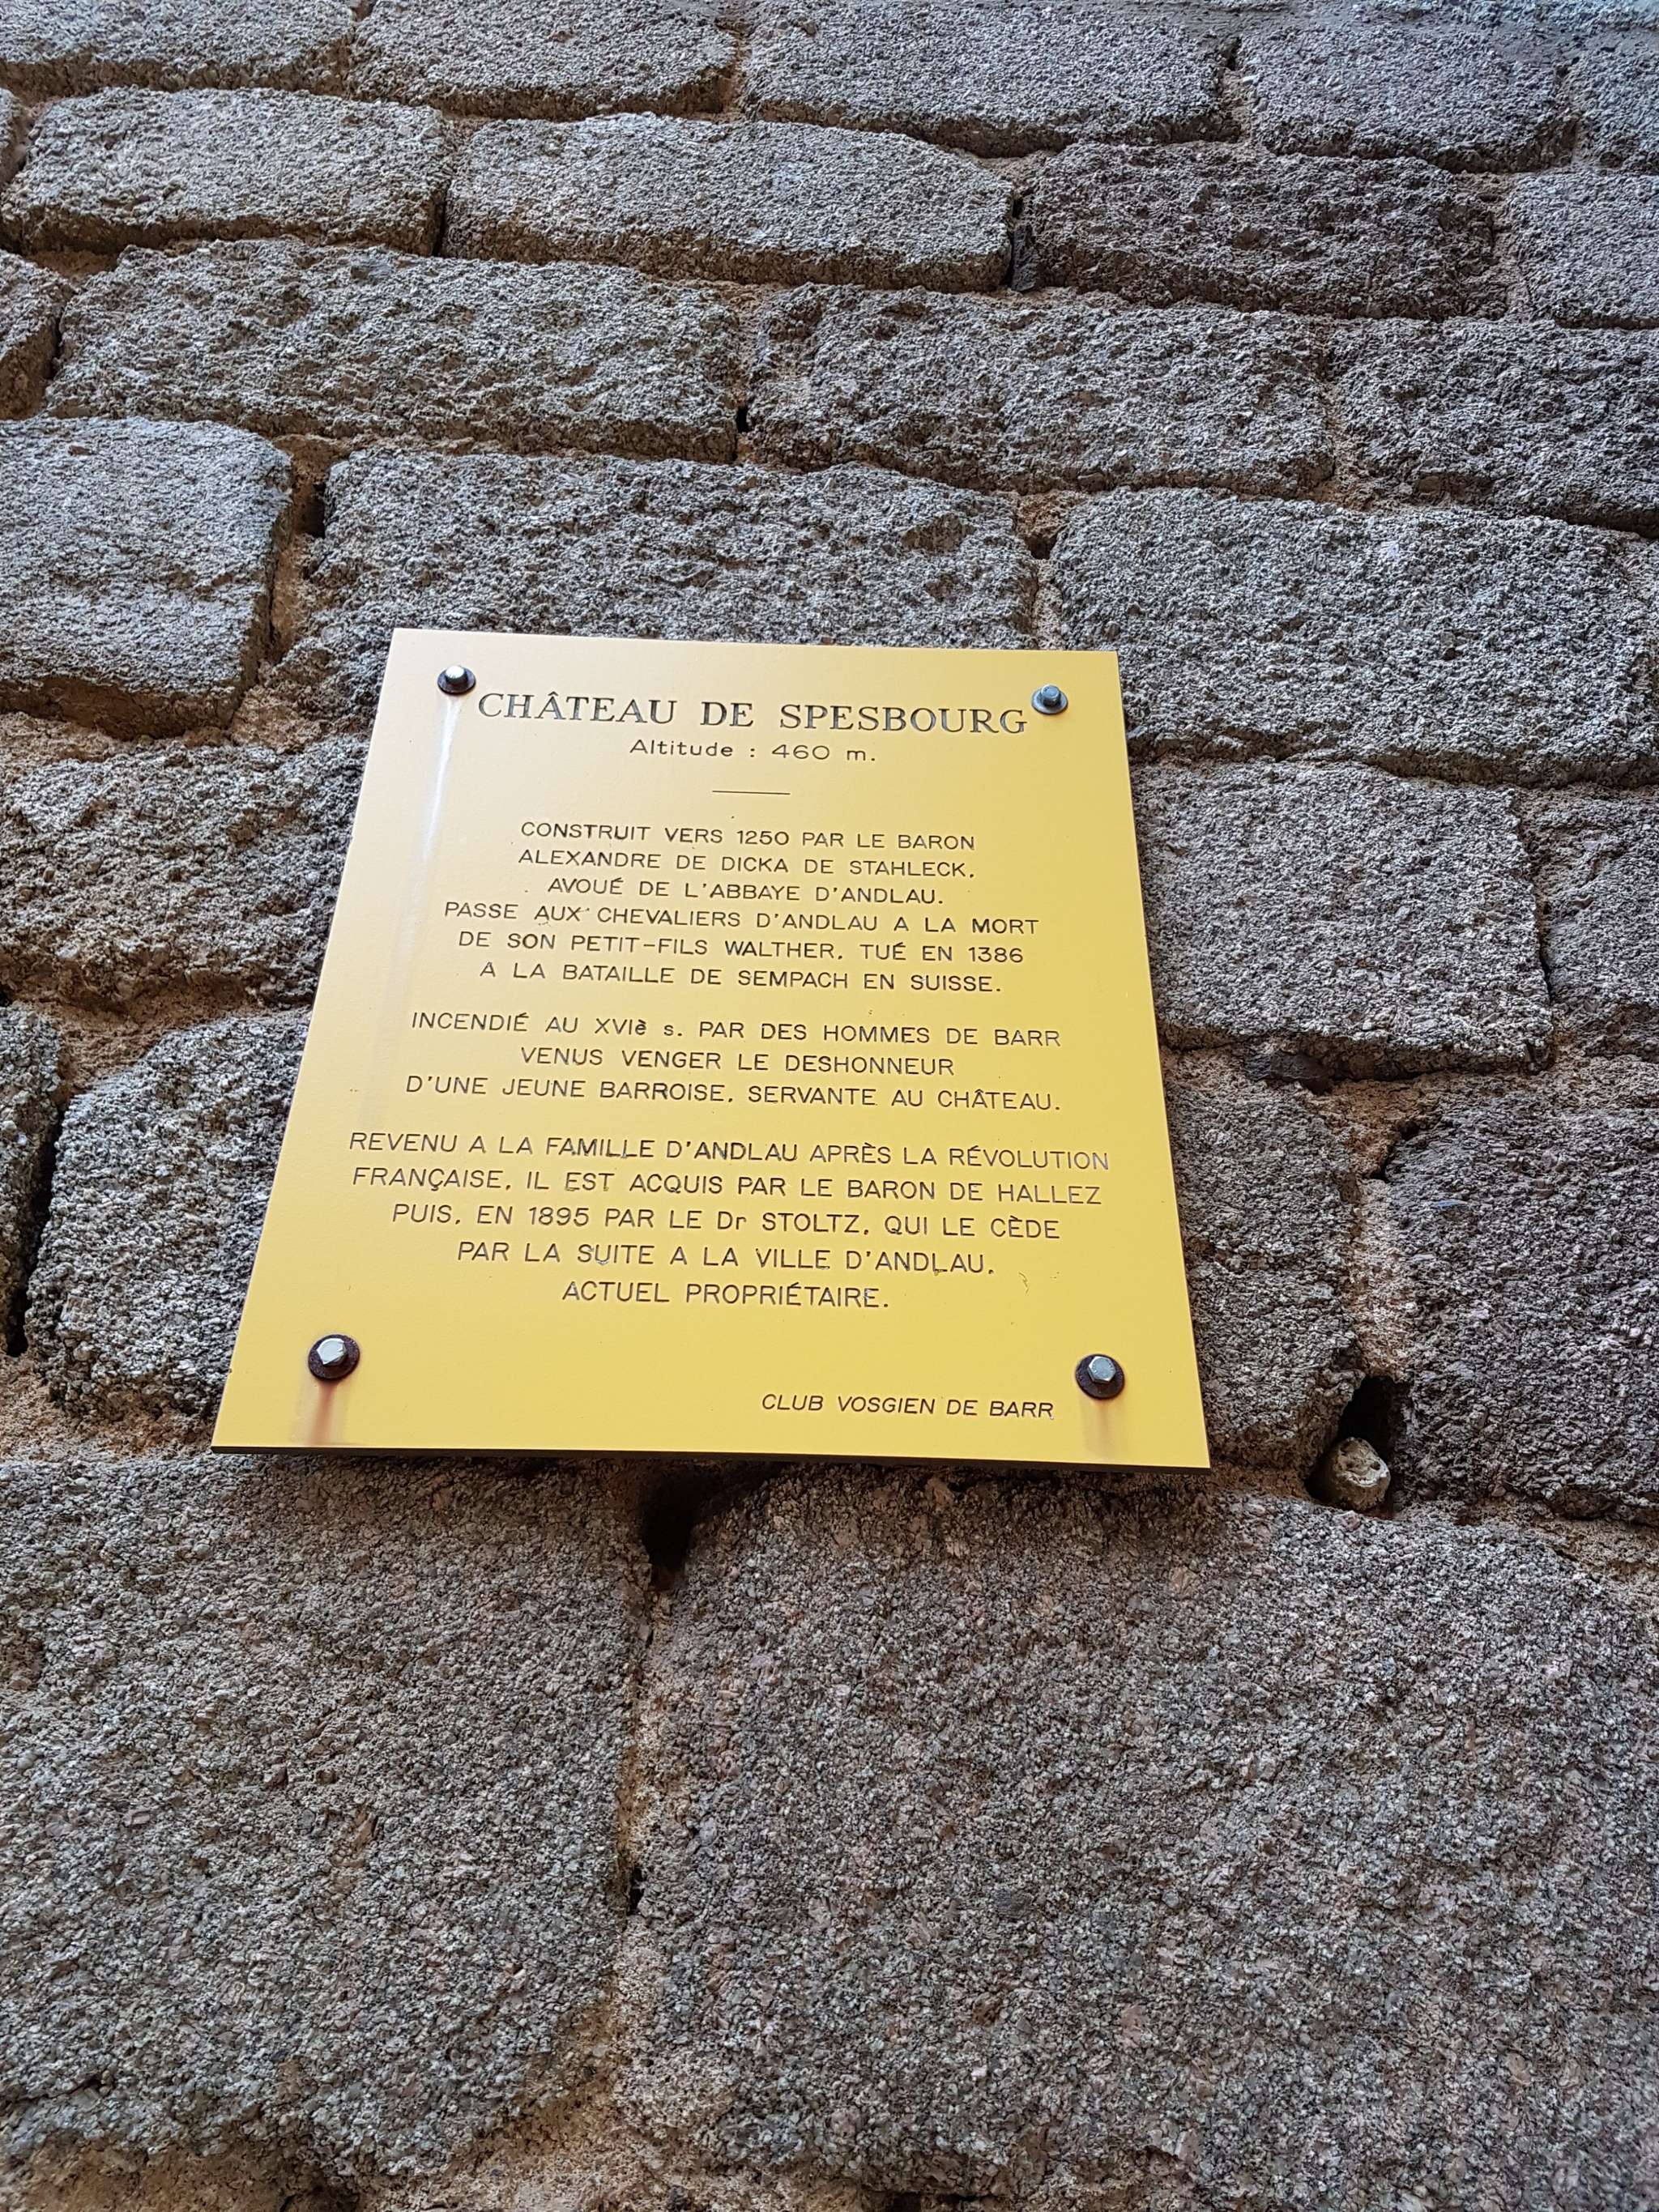 CHÂTEAU DE SPESBOURG
Altitude : 460 m.
CONSTRUIT VERS 1250 PAR LE BARON
ALEXANDRE DE DICKA DE STAHLECK,
AVOUÉ DE L'ABBAYE D'ANDLAU.
PASSE AUX CHEVALIERS D'ANDLAU A LA MORT
DE SON PETIT-FILS WALTHER, TUÉ EN 1386
A LA BATAILLE DE SEMPACH EN SUISSE.
INCENDIÉ AU XVIè s. PAR DES HOMMES DE BARR
VENUS VENGER LE DESHONNEUR
D'UNE JEUNE BARROISE, SERVANTE AU CHÂTEAU.
REVENU A LA FAMILLE D'ANDLAU APRÈS LA RÉVOLUTION
FRANÇAISE, IL EST ACQUIS PAR LE BARON DE HALLEZ
PUIS, EN 1895 PAR LE Dr STOLTZ, QUI LE CÈDE
PAR LA SUITE A LA VILLE D'ANDLAU,
ACTUEL PROPRIÉTAIRE.
CLUB VOSGIEN DE BARR